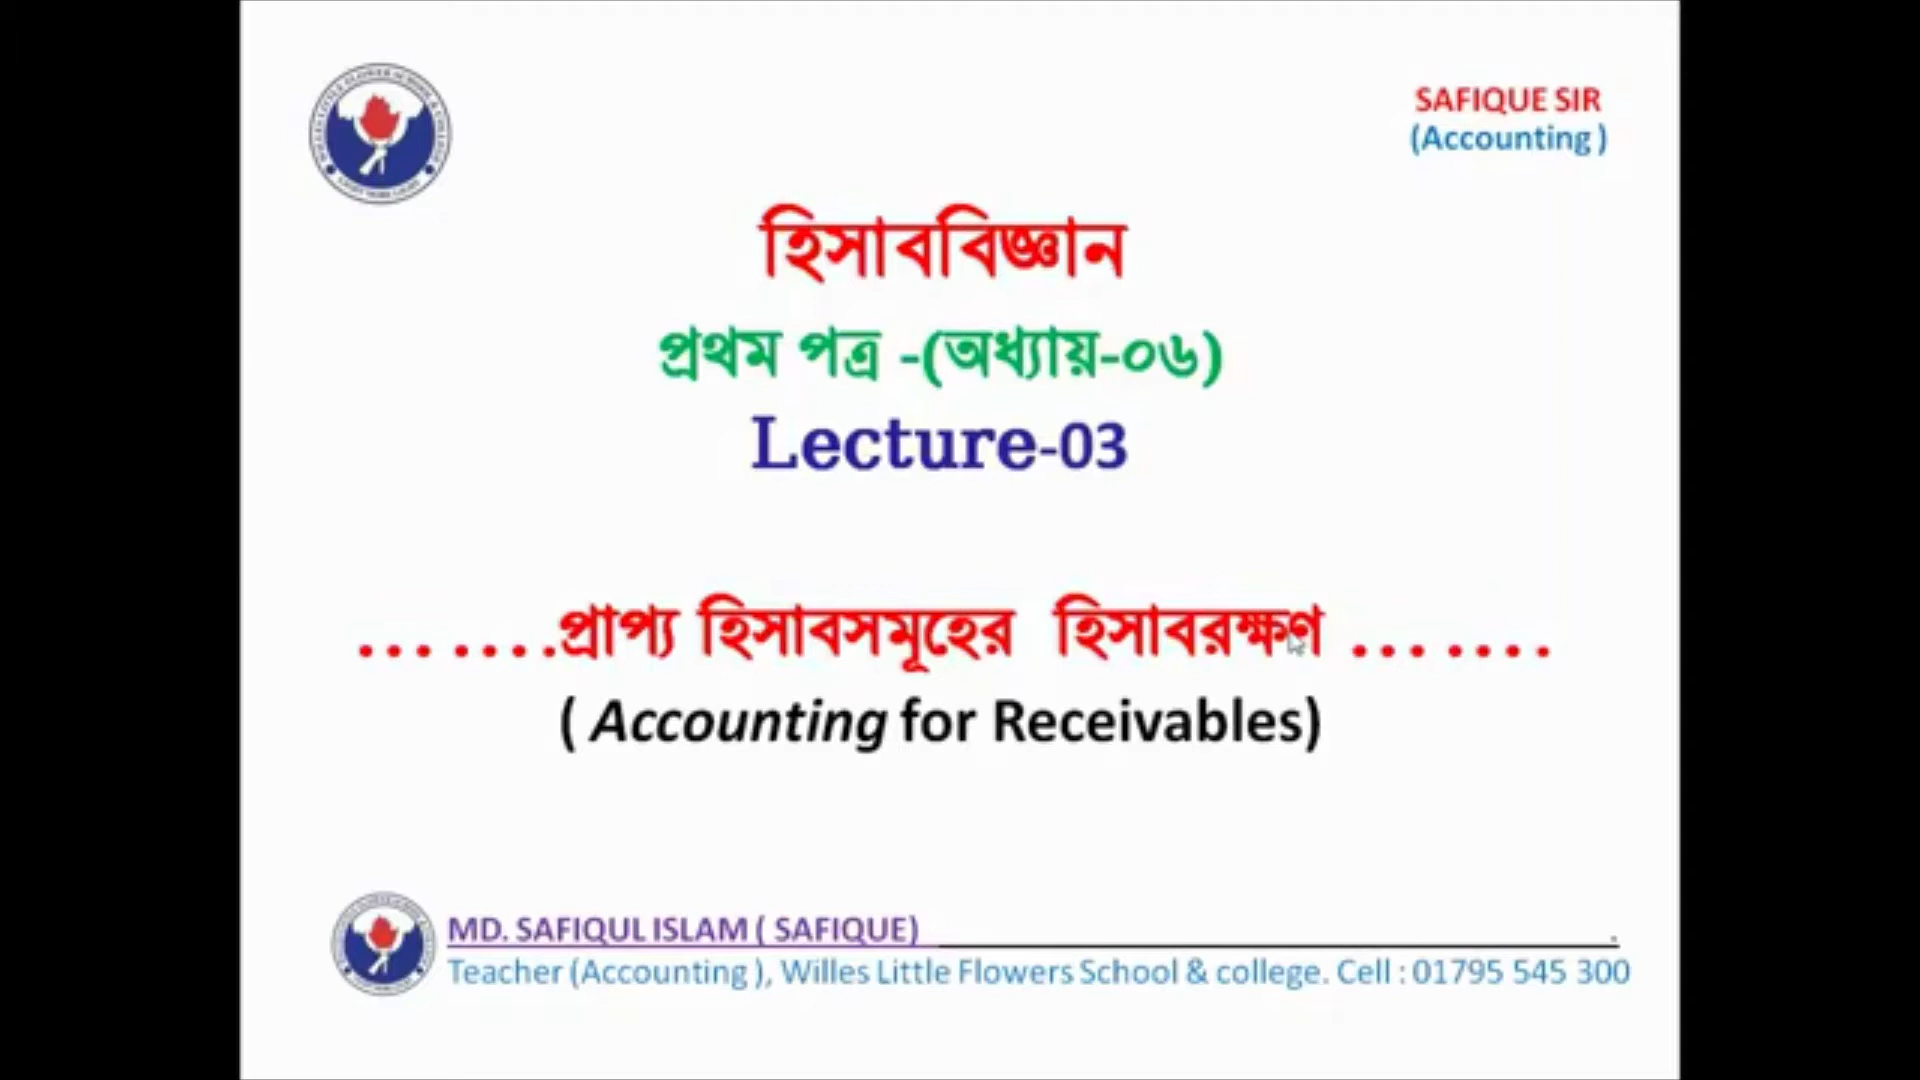 SAFIQUE SIR
(Accounting )
হিসাববিজ্ঞান
প্রথম পত্র -(অধ্যায়-০৬)
Lecture-03
…….প্রাপ্য হিসাবসমূহের হিসাবরক্ষণ …….
( Accounting for Receivables)
MD. SAFIQUL ISLAM ( SAFIQUE) .
Teacher (Accounting ), Willes Little Flowers School & college. Cell : 01795 545 300